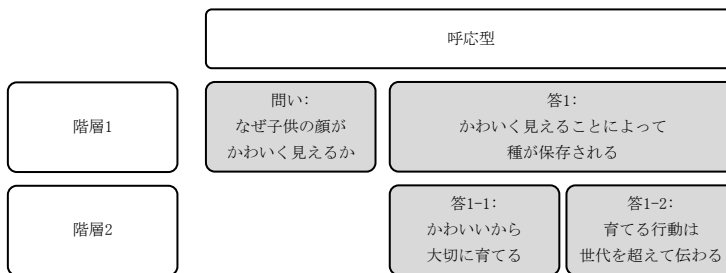 呼応型
階層1
問い:
なぜ子供の顔が
かわいく見えるか
答1:
かわいく見えることによって
種が保存される
階層2
答1-1:
かわいいから
大切に育てる
答1-2:
育てる行動は
世代を超えて伝わる